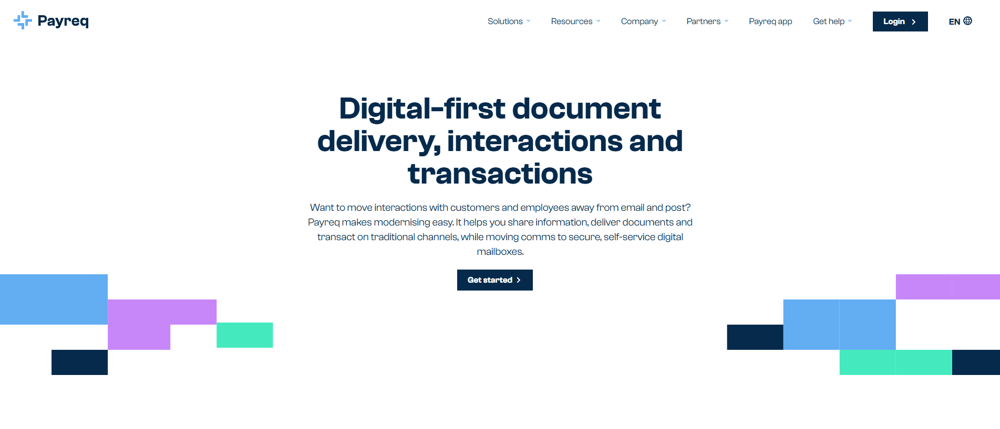 Payreq
Solutions
Resources
Company
Partners
Payreq app
Get help
Login
EN
Digital-first document
delivery, interactions and
transactions
Want to move interactions with customers and employees away from email and post?
Payreq makes modernising easy. It helps you share information, deliver documents and
transact on traditional channels, while moving comms to secure, self-service digital
mailboxes.
Get started